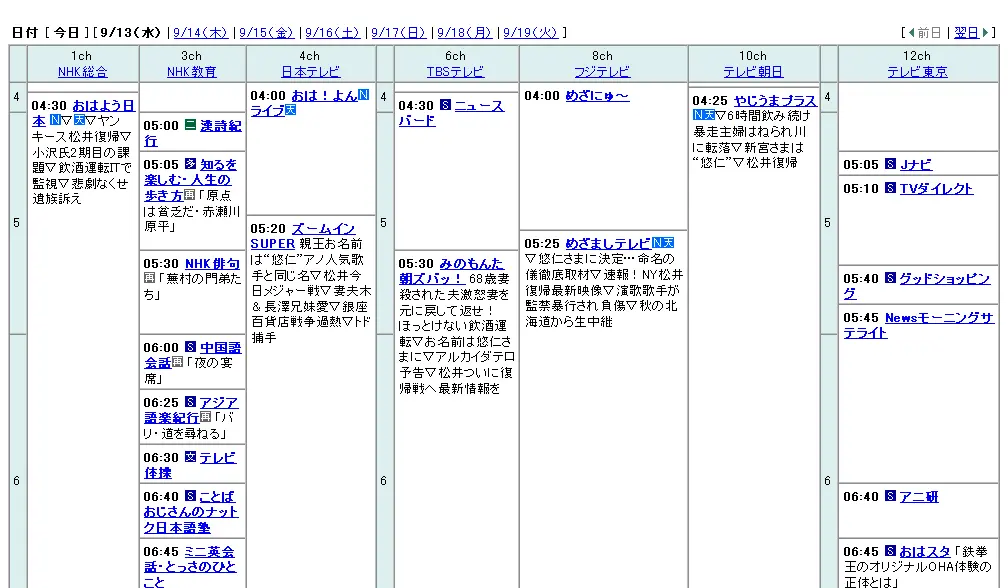 日付 [ 今日 ] [ 9/13(水) | 9/14(木) | 9/15(金) | 9/16(土) | 9/17(日) | 9/18(月) | 9/19(火) ]
[ 前日 | 翌日 ]
1ch
NHK総合
3ch
NHK教育
4ch
日本テレビ
6ch
TBSテレビ
8ch
フジテレビ
10ch
テレビ朝日
12ch
テレビ東京
4
5
6
04:30 おはよう日
本 N▽天▽ヤン
キース松井復帰▽
小沢氏2期目の課
題▽飲酒運転ITで
監視▽悲劇なくせ
遺族訴え
05:00 二 漢詩紀
行
05:05 多 知るを
楽しむ・人生の
歩き方再「原点
は貧乏だ・赤瀬川
原平」
05:30 NHK俳句
再「蕪村の門弟た
ち」
06:00 S 中国語
会話再「夜の宴
席」
06:25 S アジア
語楽紀行再「バ
リ・道を尋ねる」
06:30 文 テレビ
体操
06:40 S ことば
おじさんのナット
ク日本語塾
06:45 ミニ英会
話・とっさのひと
こと
04:00 おは！よんN
ライブ天
05:20 ズームイン
SUPER 親王お名前
は“悠仁”アノ人気歌
手と同じ名▽松井今
日メジャー戦▽妻夫木
& 長澤兄妹愛▽銀座
百貨店戦争過熱▽トド
捕手
4
5
6
04:30 S ニュース
バード
05:30 みのもんた
朝ズバッ！ 68歳妻
殺された夫激怒妻を
元に戻して返せ！
ほっとけない飲酒運
転▽お名前は悠仁さ
まに▽アルカイダテロ
予告▽松井ついに復
帰戦へ最新情報を
04:00 めざにゅ～
05:25 めざましテレビN天
▽悠仁さまに決定…命名の
儀徹底取材▽速報！NY松井
復帰最新映像▽演歌歌手が
監禁暴行され負傷▽秋の北
海道から生中継
04:25 やじうまプラス
N天▽6時間飲み続け
暴走主婦はねられ川
に転落▽新宮さまは
“悠仁”▽松井復帰
4
5
6
05:05 S Jナビ
05:10 S TVダイレクト
05:40 S グッドショッピン
グ
05:45 Newsモーニングサ
テライト
06:40 S アニ研
06:45 S おはスタ「鉄拳
王のオリジナルOHA体験の
正体とは」